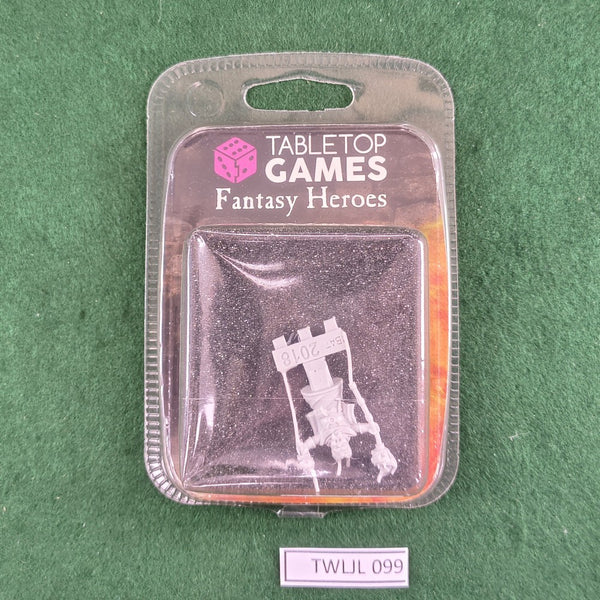 TABLETOP
GAMES
Fantasy Heroes
2018
TWLJL 099